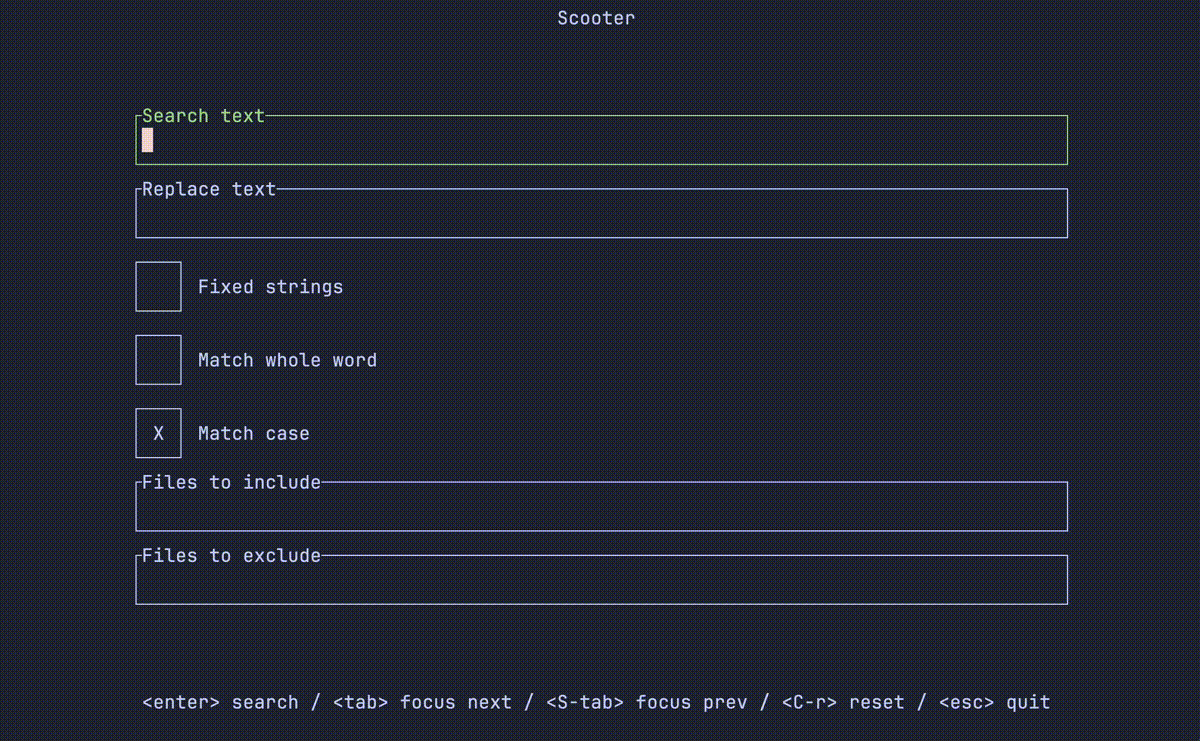 Scooter
Search text
Replace text
Fixed strings
Match whole word
X Match case
Files to include
Files to exclude
<enter> search / <tab> focus next / <S-tab> focus prev / <C-r> reset / <esc> quit